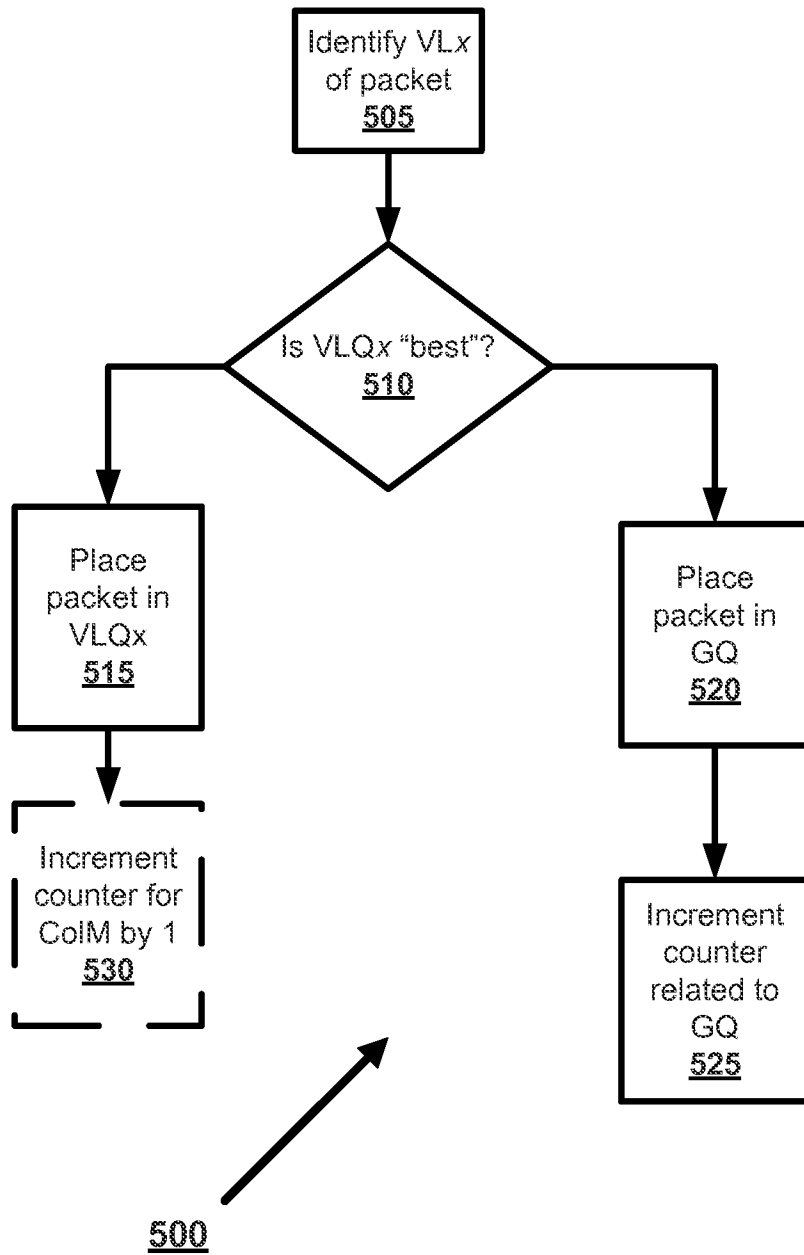 Identify VLx
of packet
505
Is VLQx “best”?
510
Place
packet in
VLQx
515
Place
packet in
GQ
520
Increment
counter for
ColM by 1
530
Increment
counter
related to
GQ
525
500